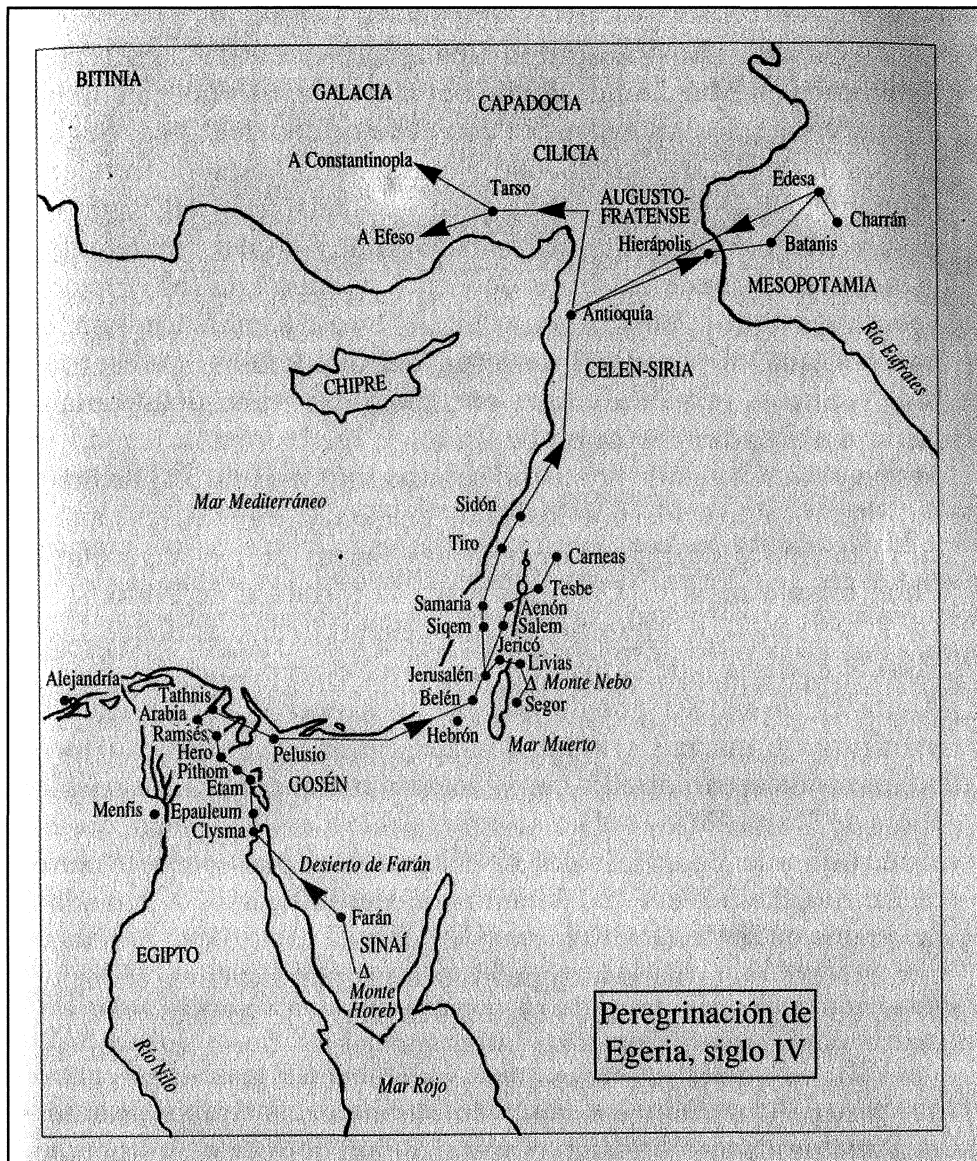 BITINIA
GALACIA
CAPADOCIA
CILICIA
A Constantinopla
Tarso
A Efeso
AUGUSTO-
FRATENSE
Edesa
Charrán
Hierápolis
Batanis
MESOPOTAMIA
Antioquía
Río Eufrates
CHIPRE
CELEN-SIRIA
Mar Mediterráneo
Sidón
Tiro
Carneas
Tesbe
Samaria
Aenón
Siqem
Salem
Jericó
Jerusalén
Livias
Monte Nebo
Belén
Segor
Hebrón
Mar Muerto
Alejandría
Tathnis
Arabia
Ramsés
Hero
Pelusio
Pithom
GOSÉN
Etam
Menfis
Epauleum
Clysma
Desierto de Farán
Farán
SINAÍ
EGIPTO
Monte
Horeb
Río Nilo
Mar Rojo
Peregrinación de
Egeria, siglo IV